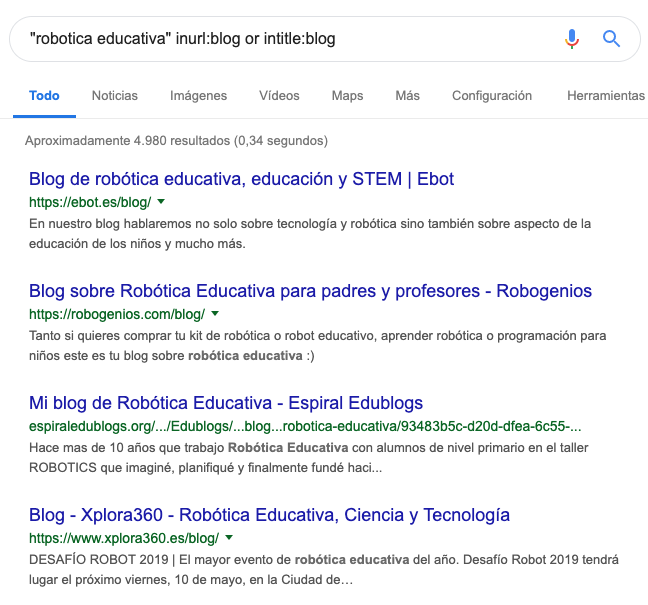 "robotica educativa" inurl:blog or intitle:blog
Todo Noticias Imágenes Vídeos Maps Más Configuración Herramientas
Aproximadamente 4.980 resultados (0,34 segundos)
Blog de robótica educativa, educación y STEM | Ebot
https://ebot.es/blog/
En nuestro blog hablaremos no solo sobre tecnología y robótica sino también sobre aspecto de la
educación de los niños y mucho más.
Blog sobre Robótica Educativa para padres y profesores - Robogenios
https://robogenios.com/blog/
Tanto si quieres comprar tu kit de robótica o robot educativo, aprender robótica o programación para
niños este es tu blog sobre robótica educativa :)
Mi blog de Robótica Educativa - Espiral Edublogs
espiraledublogs.org/.../Edublogs/...blog...robotica-educativa/93483b5c-d20d-dfea-6c55-...
Hace mas de 10 años que trabajo Robótica Educativa con alumnos de nivel primario en el taller
ROBOTICS que imaginé, planifiqué y finalmente fundé haci...
Blog - Xplora360 - Robótica Educativa, Ciencia y Tecnología
https://www.xplora360.es/blog/
DESAFÍO ROBOT 2019 | El mayor evento de robótica educativa del año. Desafío Robot 2019 tendrá
lugar el próximo viernes, 10 de mayo, en la Ciudad de…